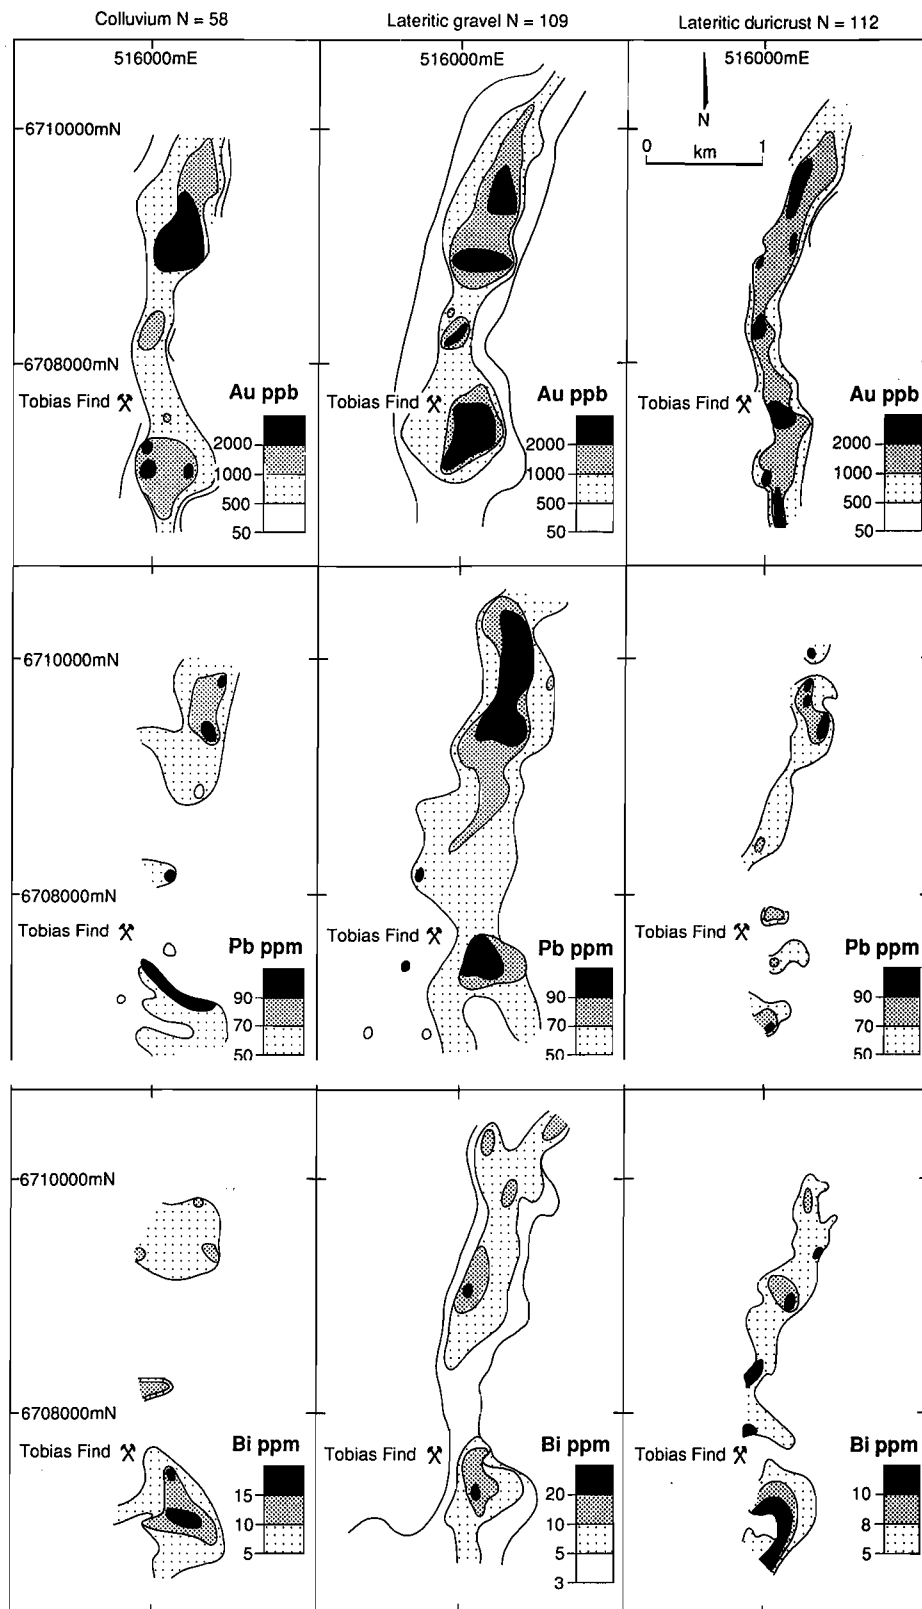 Colluvium N = 58
Lateritic gravel N = 109
Lateritic duricrust N = 112
516000mE
516000mE
516000mE
6710000mN
N
0 1
km
6708000mN
Tobias Find
Au ppb
2000
1000
500
50
Tobias Find
Au ppb
2000
1000
500
50
Tobias Find
Au ppb
2000
1000
500
50
6710000mN
6708000mN
Tobias Find
Pb ppm
90
70
50
Tobias Find
Pb ppm
90
70
50
Tobias Find
Pb ppm
90
70
50
6710000mN
6708000mN
Tobias Find
Bi ppm
15
10
5
Tobias Find
Bi ppm
20
10
5
3
Tobias Find
Bi ppm
10
8
5